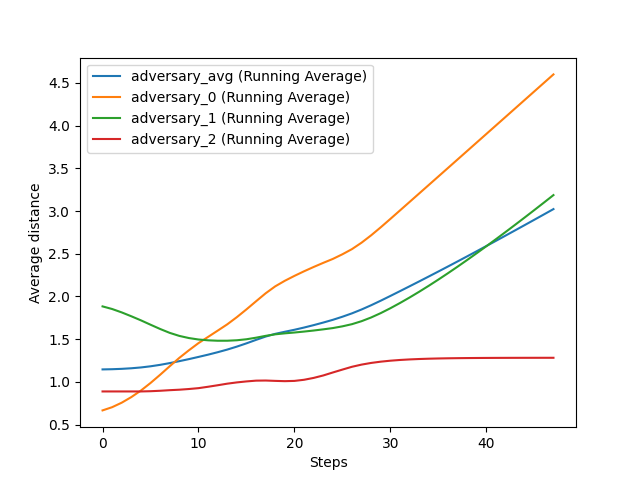 adversary_avg (Running Average)
adversary_0 (Running Average)
adversary_1 (Running Average)
adversary_2 (Running Average)
Average distance
4.5
4.0
3.5
3.0
2.5
2.0
1.5
1.0
0.5
0 10 20 30 40
Steps